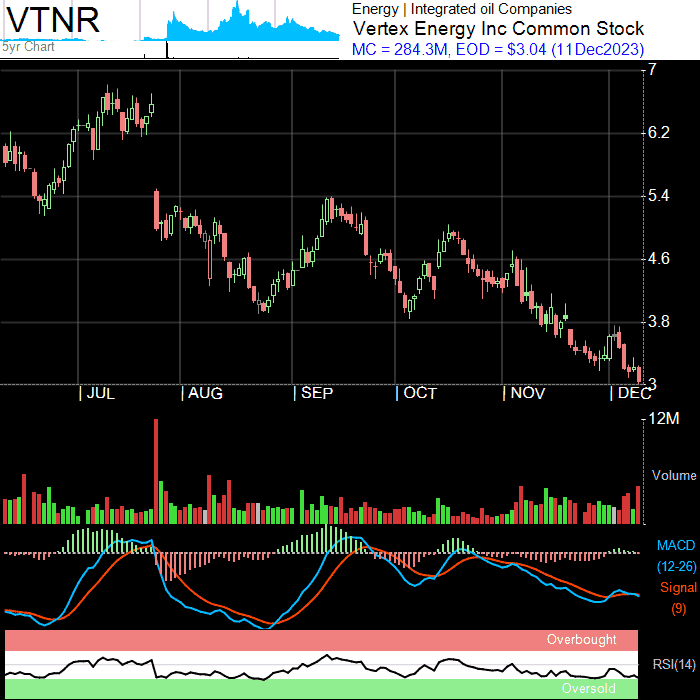 VTNR
5yr Chart
Energy | Integrated oil Companies
Vertex Energy Inc Common Stock
MC = 284.3M, EOD = $3.04 (11Dec2023)
7
6.2
5.4
4.6
3.8
3
| JUL | AUG | SEP | OCT | NOV | DEC
12M
Volume
MACD
(12-26)
Signal
(9)
Overbought
RSI(14)
Oversold